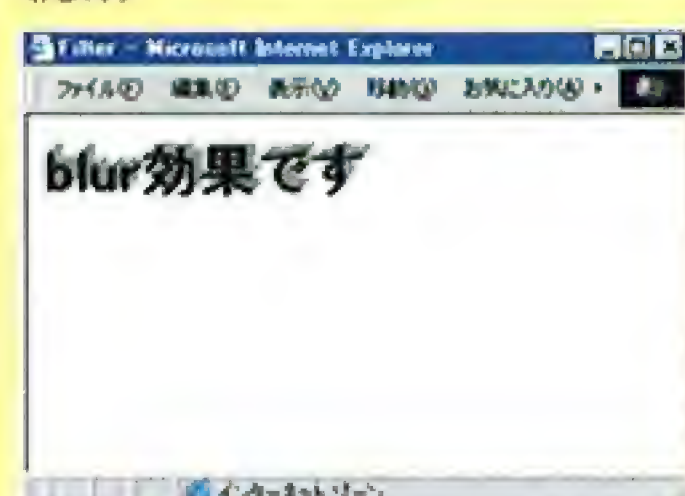 Filter - Microsoft Internet Explorer
ファイル(F) 編集(E) 表示(V) 移動(G) お気に入り(A)
blur効果です
インターネット ゾーン